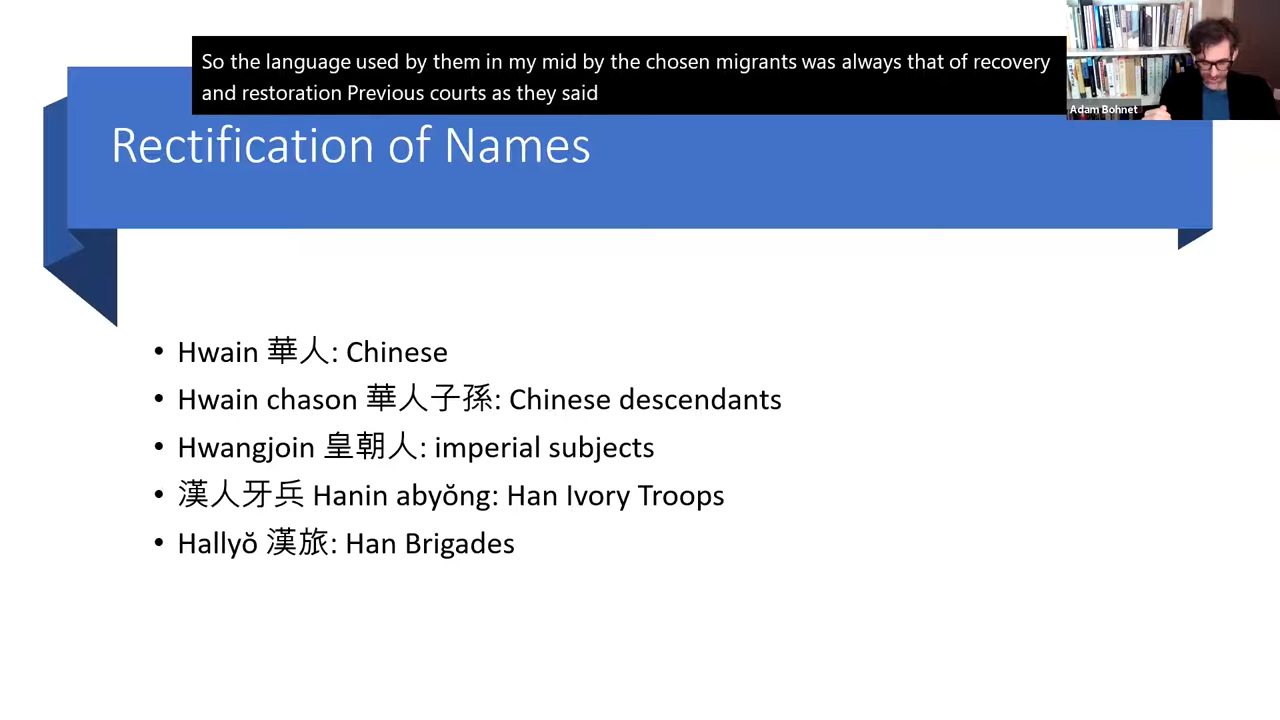 So the language used by them in my mid by the chosen migrants was always that of recovery
and restoration Previous courts as they said
Adam Bohnet
Rectification of Names
• Hwain 華人: Chinese
• Hwain chason 華人子孫: Chinese descendants
• Hwangjoin 皇朝人: imperial subjects
• 漢人牙兵 Hanin abyŏng: Han Ivory Troops
• Hallyŏ 漢旅: Han Brigades